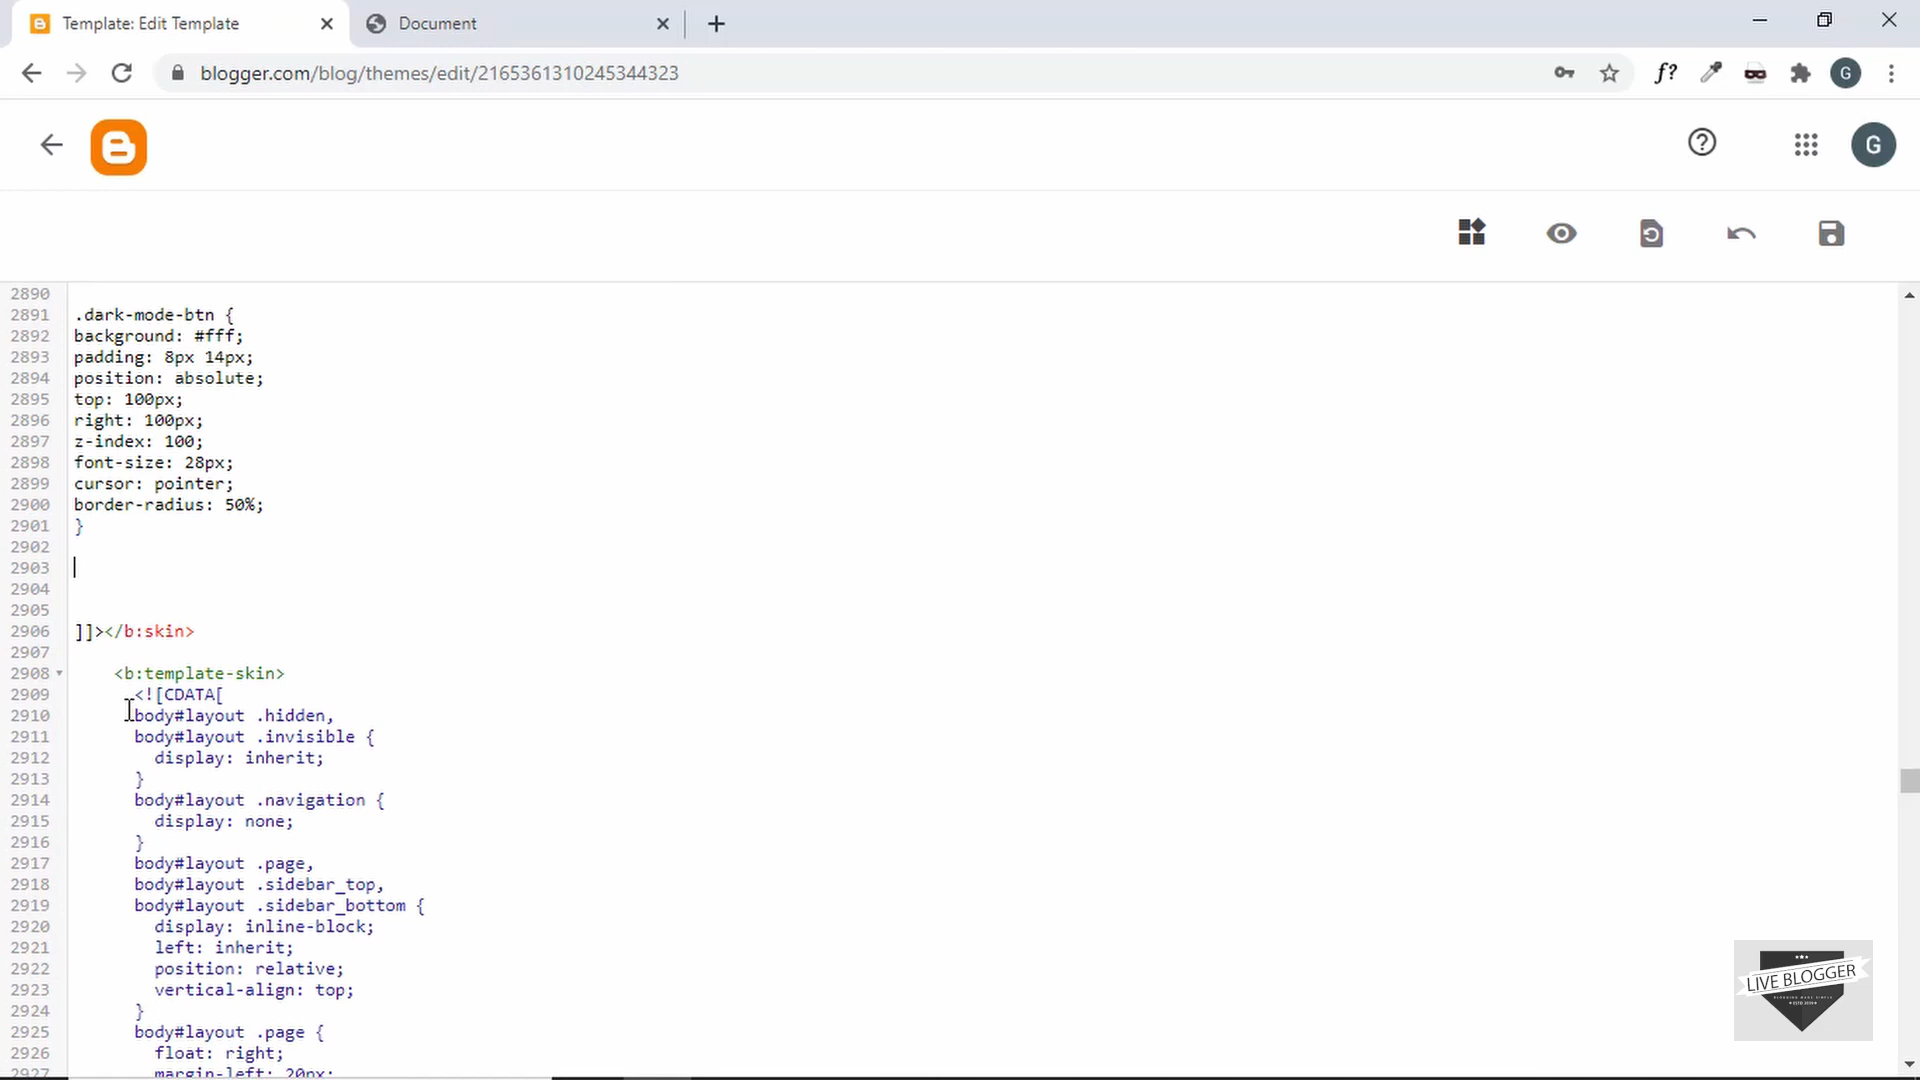 Template: Edit Template
Document
blogger.com/blog/themes/edit/2165361310245344323
f?
G
G
2890
2891 .dark-mode-btn {
2892 background: #fff;
2893 padding: 8px 14px;
2894 position: absolute;
2895 top: 100px;
2896 right: 100px;
2897 z-index: 100;
2898 font-size: 28px;
2899 cursor: pointer;
2900 border-radius: 50%;
2901 }
2902
2903
2904
2905
2906 ]]></b:skin>
2907
2908 <b:template-skin>
2909 <![CDATA[
2910 body#layout .hidden,
2911 body#layout .invisible {
2912 display: inherit;
2913 }
2914 body#layout .navigation {
2915 display: none;
2916 }
2917 body#layout .page,
2918 body#layout .sidebar_top,
2919 body#layout .sidebar_bottom {
2920 display: inline-block;
2921 left: inherit;
2922 position: relative;
2923 vertical-align: top;
2924 }
2925 body#layout .page {
2926 float: right;
2927 margin-left: 20px;
LIVE BLOGGER